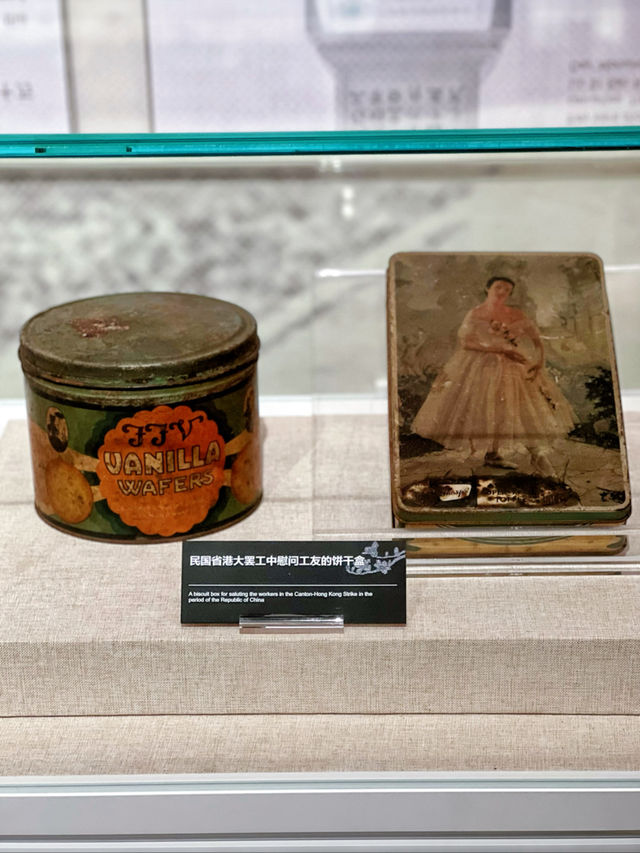 FFV
VANILLA
WAFERS
民国省港大罢工中慰问工友的饼干盒
A biscuit box for saluting the workers in the Canton-Hong Kong Strike in the
period of the Republic of China